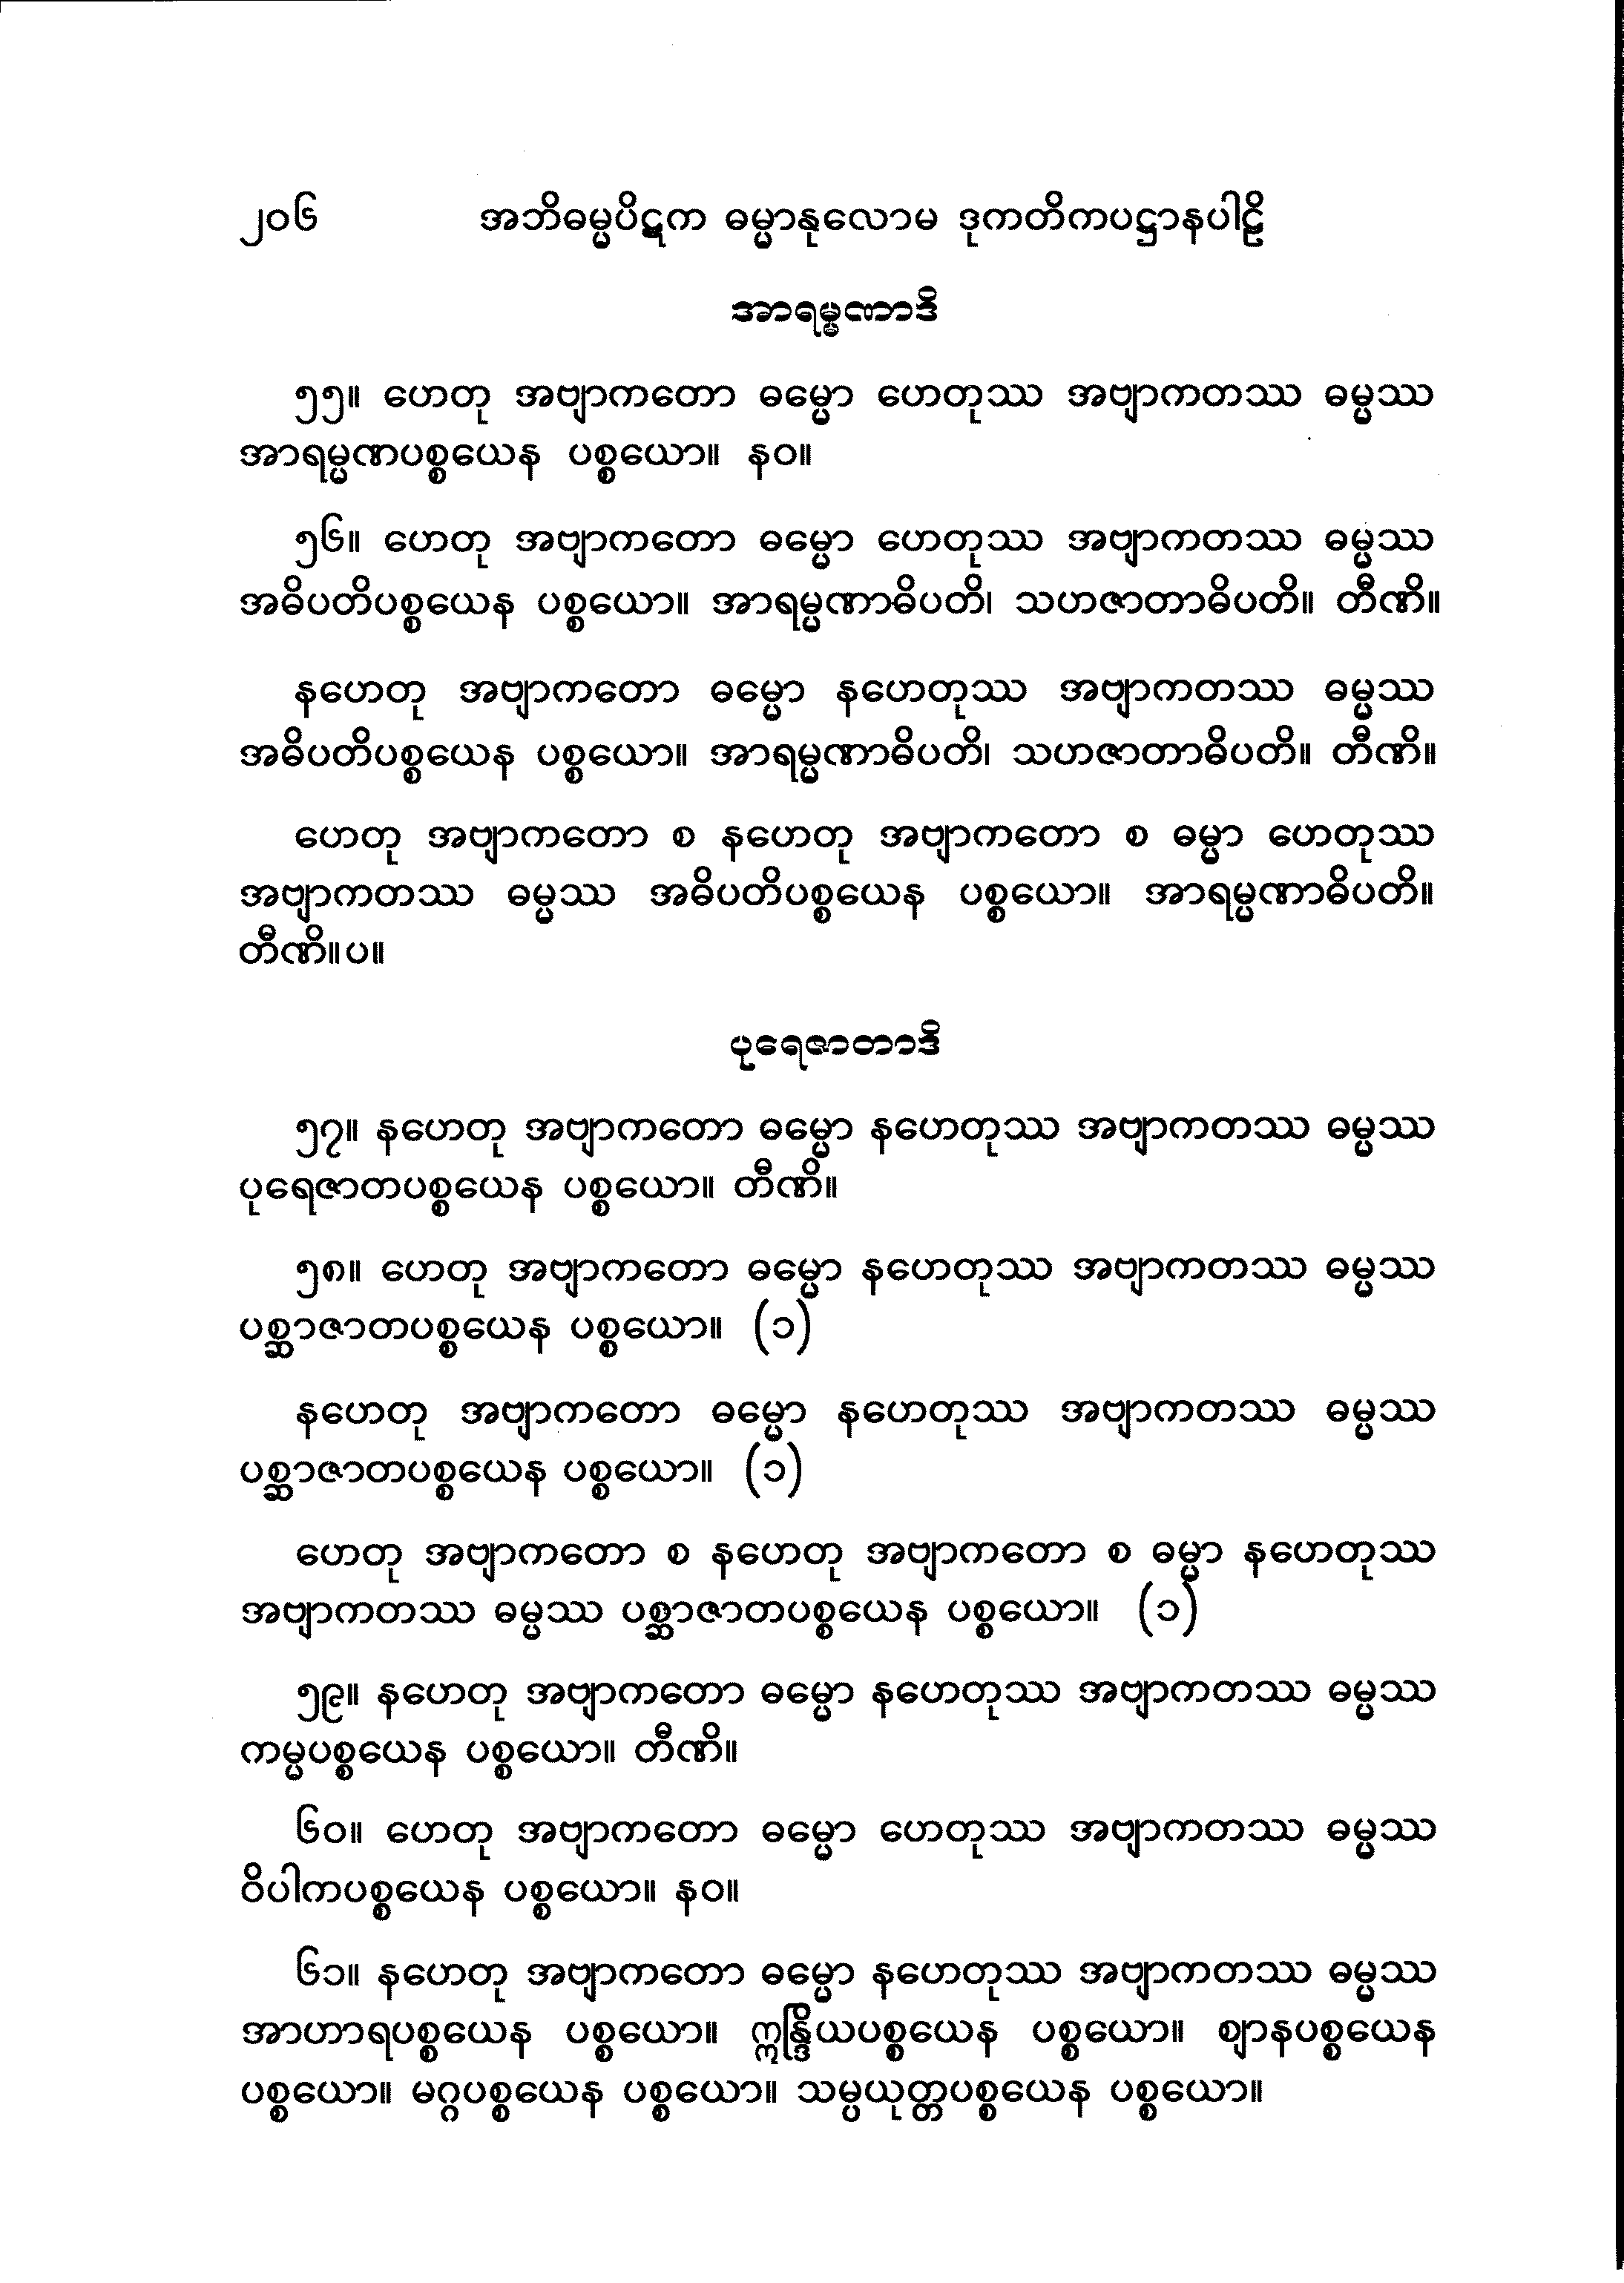 ၂၀၆ အဘိဓမ္မပိဋက ဓမ္မာနုလောမ ဒုကတိကပဋ္ဌာနပါဠိ
အာရမ္မဏာဒိ
၅၅။ ဟေတု အဗျာကတော ဓမ္မော ဟေတုဿ အဗျာကတဿ ဓမ္မဿ
အာရမ္မဏပစ္စယေန ပစ္စယော။ နဝ။
၅၆။ ဟေတု အဗျာကတော ဓမ္မော ဟေတုဿ အဗျာကတဿ ဓမ္မဿ
အဓိပတိပစ္စယေန ပစ္စယော။ အာရမ္မဏာဓိပတိ၊ သဟဇာတာဓိပတိ။ တီဏိ။
နဟေတု အဗျာကတော ဓမ္မော နဟေတုဿ အဗျာကတဿ ဓမ္မဿ
အဓိပတိပစ္စယေန ပစ္စယော။ အာရမ္မဏာဓိပတိ၊ သဟဇာတာဓိပတိ။ တီဏိ။
ဟေတု အဗျာကတော စ နဟေတု အဗျာကတော စ ဓမ္မာ ဟေတုဿ
အဗျာကတဿ ဓမ္မဿ အဓိပတိပစ္စယေန ပစ္စယော။ အာရမ္မဏာဓိပတိ။
တီဏိ။ပ။
ပုရေဇာတာဒိ
၅၇။ နဟေတု အဗျာကတော ဓမ္မော နဟေတုဿ အဗျာကတဿ ဓမ္မဿ
ပုရေဇာတပစ္စယေန ပစ္စယော။ တီဏိ။
၅၈။ ဟေတု အဗျာကတော ဓမ္မော နဟေတုဿ အဗျာကတဿ ဓမ္မဿ
ပစ္ဆာဇာတပစ္စယေန ပစ္စယော။ (၁)
နဟေတု အဗျာကတော ဓမ္မော နဟေတုဿ အဗျာကတဿ ဓမ္မဿ
ပစ္ဆာဇာတပစ္စယေန ပစ္စယော။ (၁)
ဟေတု အဗျာကတော စ နဟေတု အဗျာကတော စ ဓမ္မာ နဟေတုဿ
အဗျာကတဿ ဓမ္မဿ ပစ္ဆာဇာတပစ္စယေန ပစ္စယော။ (၁)
၅၉။ နဟေတု အဗျာကတော ဓမ္မော နဟေတုဿ အဗျာကတဿ ဓမ္မဿ
ကမ္မပစ္စယေန ပစ္စယော။ တီဏိ။
၆၀။ ဟေတု အဗျာကတော ဓမ္မော ဟေတုဿ အဗျာကတဿ ဓမ္မဿ
ဝိပါကပစ္စယေန ပစ္စယော။ နဝ။
၆၁။ နဟေတု အဗျာကတော ဓမ္မော နဟေတုဿ အဗျာကတဿ ဓမ္မဿ
အာဟာရပစ္စယေန ပစ္စယော။ ဣန္ဒြိယပစ္စယေန ပစ္စယော။ ဈာနပစ္စယေန
ပစ္စယော။ မဂ္ဂပစ္စယေန ပစ္စယော။ သမ္ပယုတ္တပစ္စယေန ပစ္စယော။